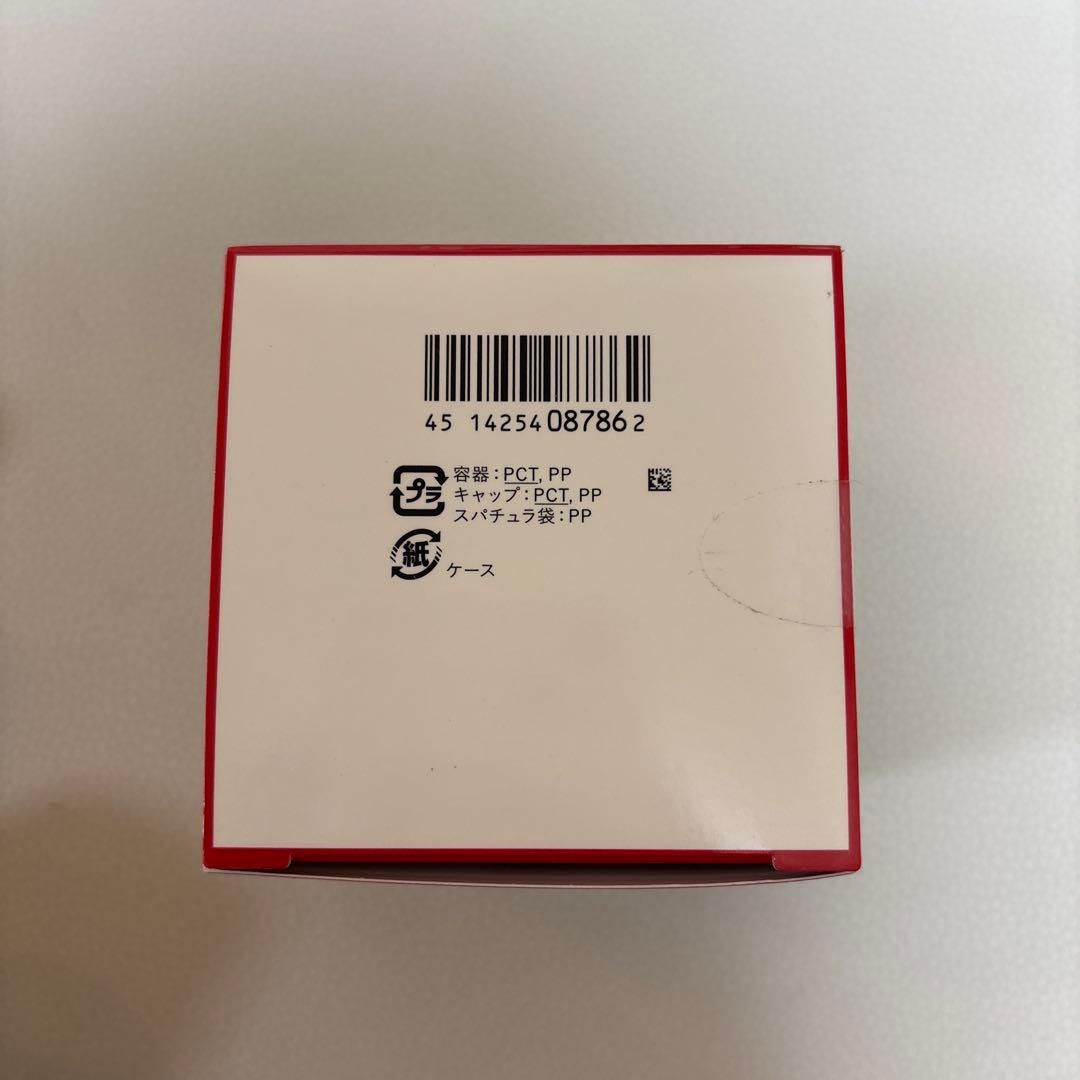 45 14254 08786 2
プラ 容器：PCT, PP
キャップ：PCT, PP
スパチュラ袋：PP
紙 ケース